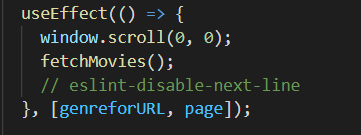 useEffect(() => {
  window.scroll(0, 0);
  fetchMovies();
  // eslint-disable-next-line
}, [genreforURL, page]);